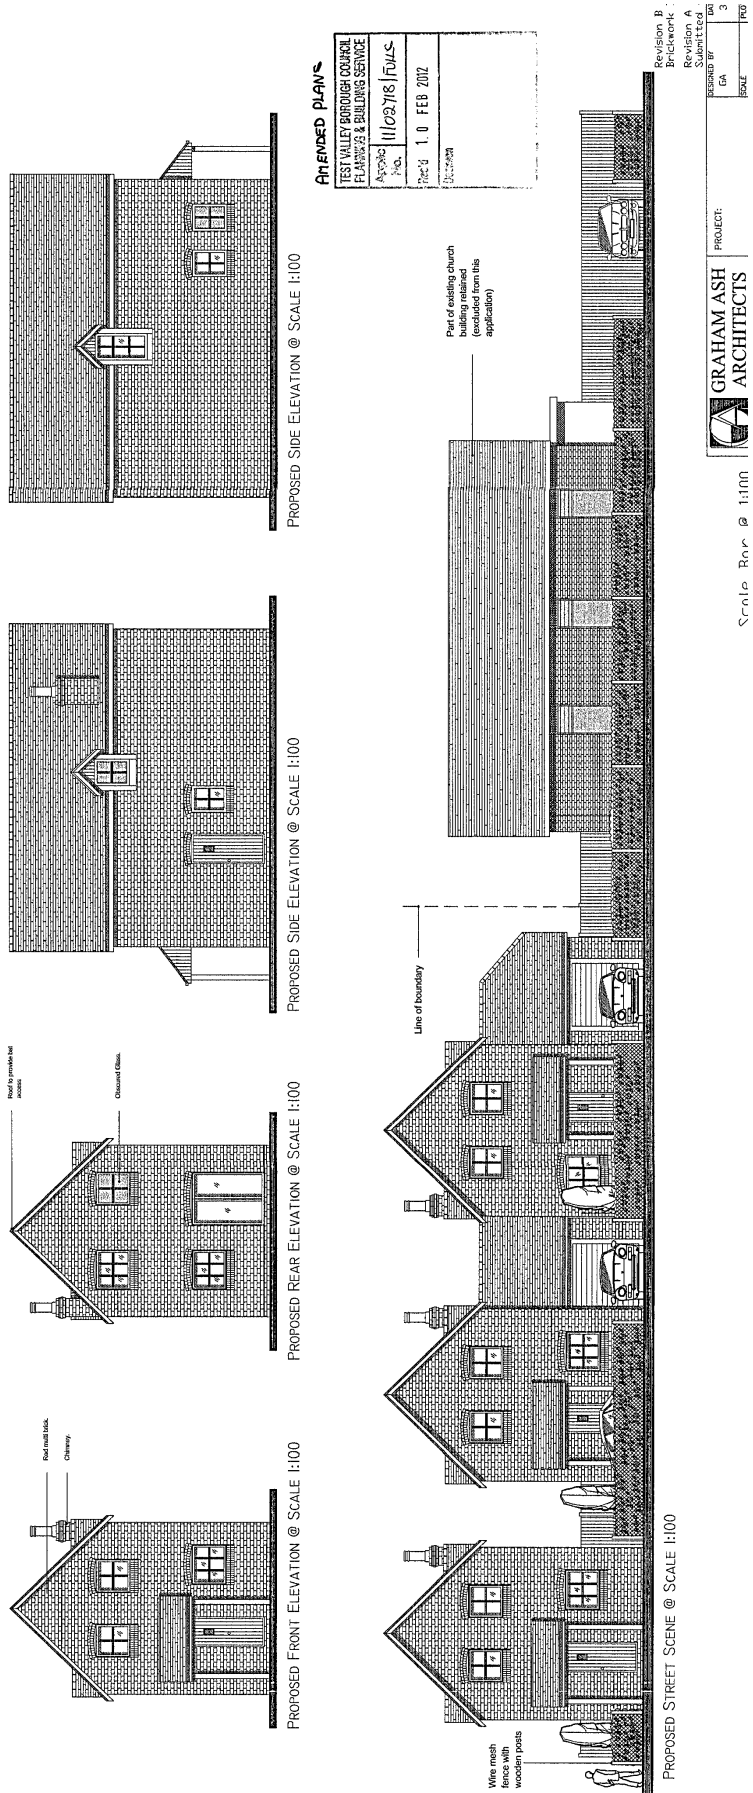 AMENDED PLANS
TEST VALLEY BOROUGH COUNCIL
PLANNING & BUILDING SERVICE
Applic No. 11/02718/FULLS
Rec'd 10 FEB 2012
Red multi brick.
Chimney.
PROPOSED FRONT ELEVATION @ SCALE 1:100
Roof to provide bat
access
Obscured Glass.
PROPOSED REAR ELEVATION @ SCALE 1:100
PROPOSED SIDE ELEVATION @ SCALE 1:100
PROPOSED SIDE ELEVATION @ SCALE 1:100
Wire mesh
fence with
wooden posts
Line of boundary
Part of existing church
building retained
(excluded from this
application)
PROPOSED STREET SCENE @ SCALE 1:100
Scale Bar @ 1:100
GRAHAM ASH
ARCHITECTS
PROJECT:
Revision B
Brickwork
Revision A
Submitted
DESIGNED BY
GA
SCALE
3